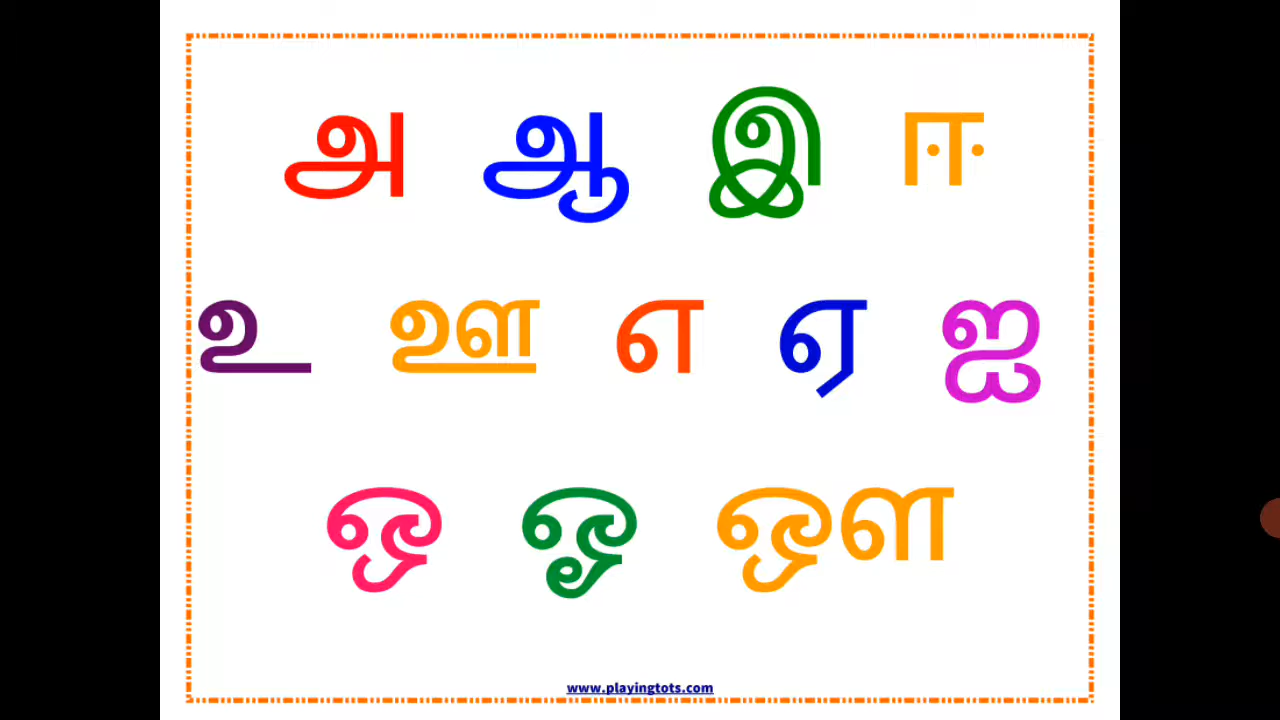 அ ஆ இ ஈ
உ ஊ எ ஏ ஐ
ஒ ஓ ஔ
www.playingtots.com